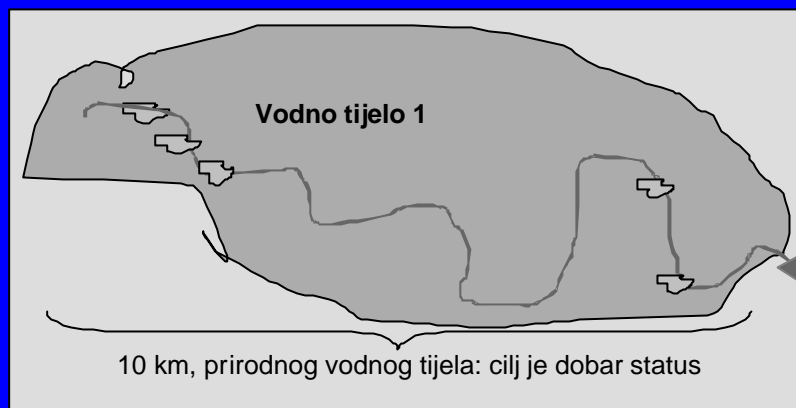 Vodno tijelo 1
10 km, prirodnog vodnog tijela: cilj je dobar status